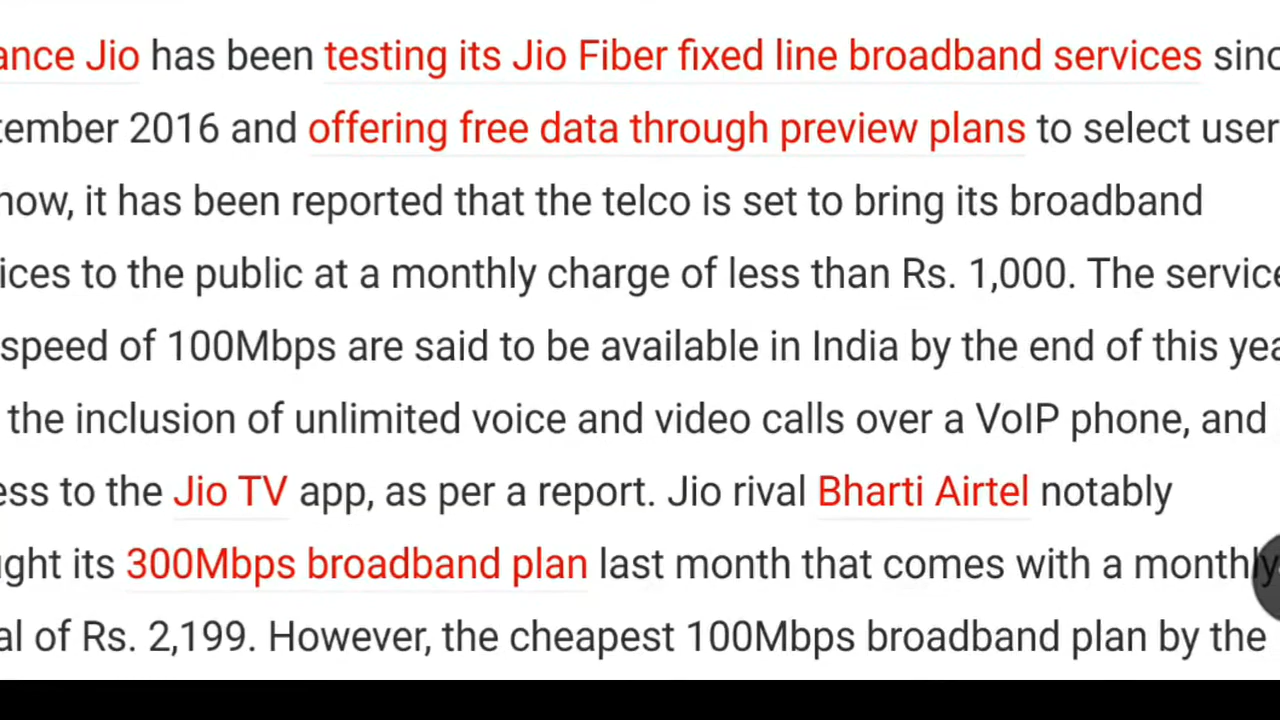 ance Jio has been testing its Jio Fiber fixed line broadband services sinc
tember 2016 and offering free data through preview plans to select user
now, it has been reported that the telco is set to bring its broadband
ices to the public at a monthly charge of less than Rs. 1,000. The service
speed of 100Mbps are said to be available in India by the end of this yea
the inclusion of unlimited voice and video calls over a VoIP phone, and
ess to the Jio TV app, as per a report. Jio rival Bharti Airtel notably
ght its 300Mbps broadband plan last month that comes with a monthly
al of Rs. 2,199. However, the cheapest 100Mbps broadband plan by the